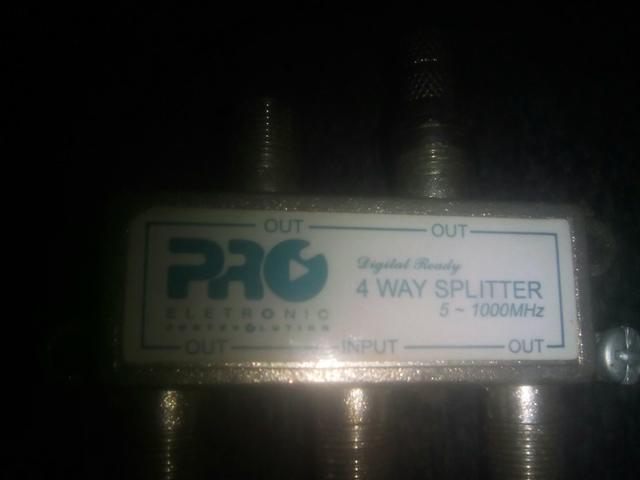 OUT OUT
PRO
ELETRONIC
Digital Ready
4 WAY SPLITTER
5 ~ 1000MHz
OUT INPUT OUT